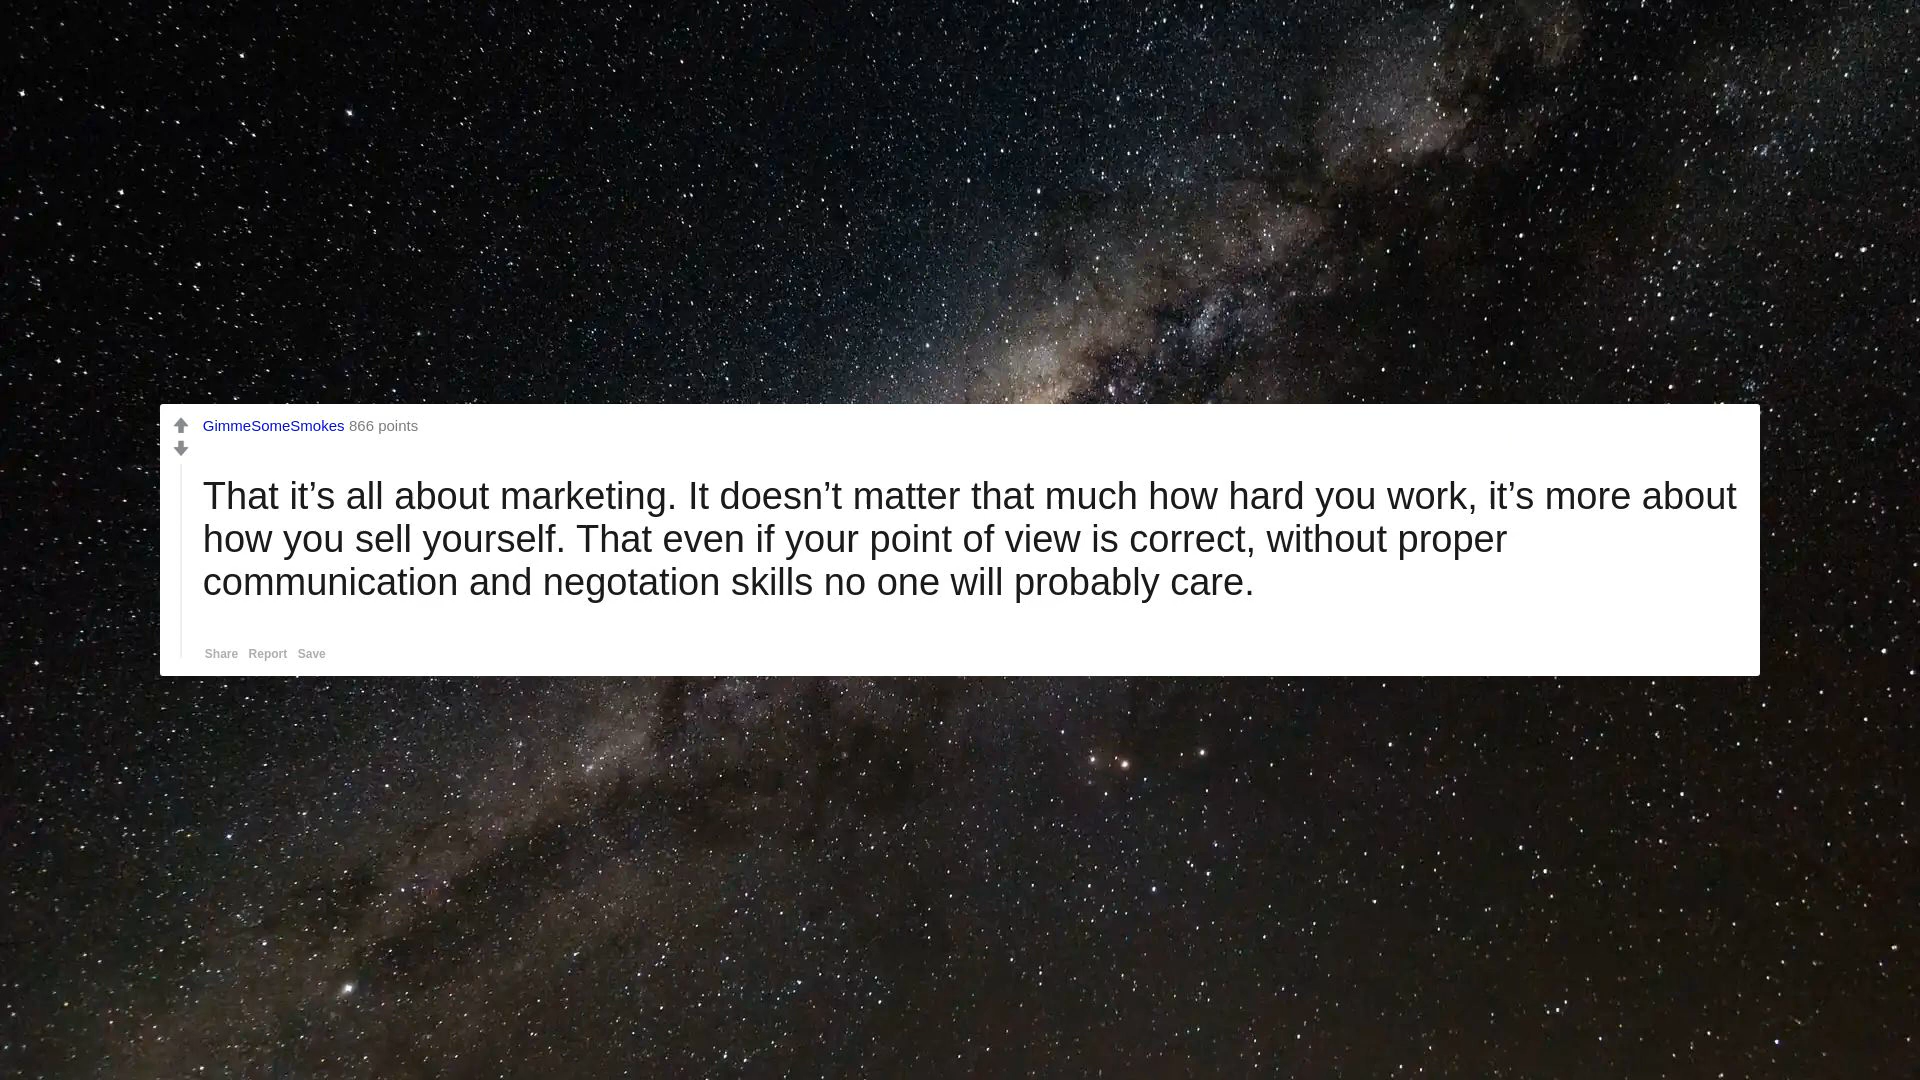 GimmeSomeSmokes 866 points
That it’s all about marketing. It doesn’t matter that much how hard you work, it’s more about
how you sell yourself. That even if your point of view is correct, without proper
communication and negotation skills no one will probably care.
Share Report Save